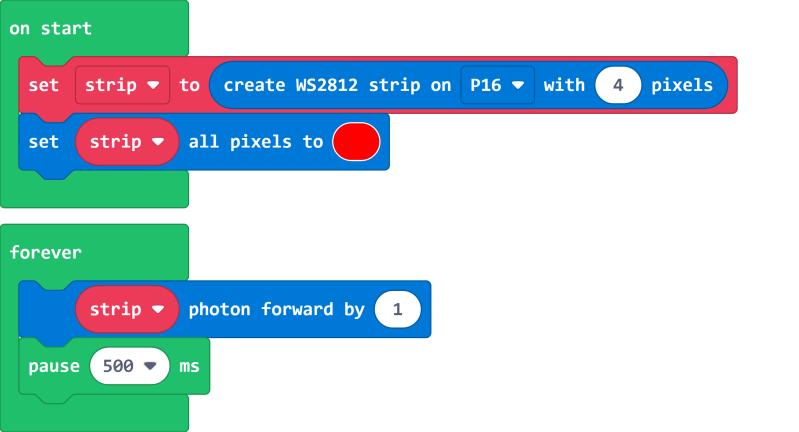 on start
set strip to create WS2812 strip on P16 with 4 pixels
set strip all pixels to
forever
strip photon forward by 1
pause 500 ms